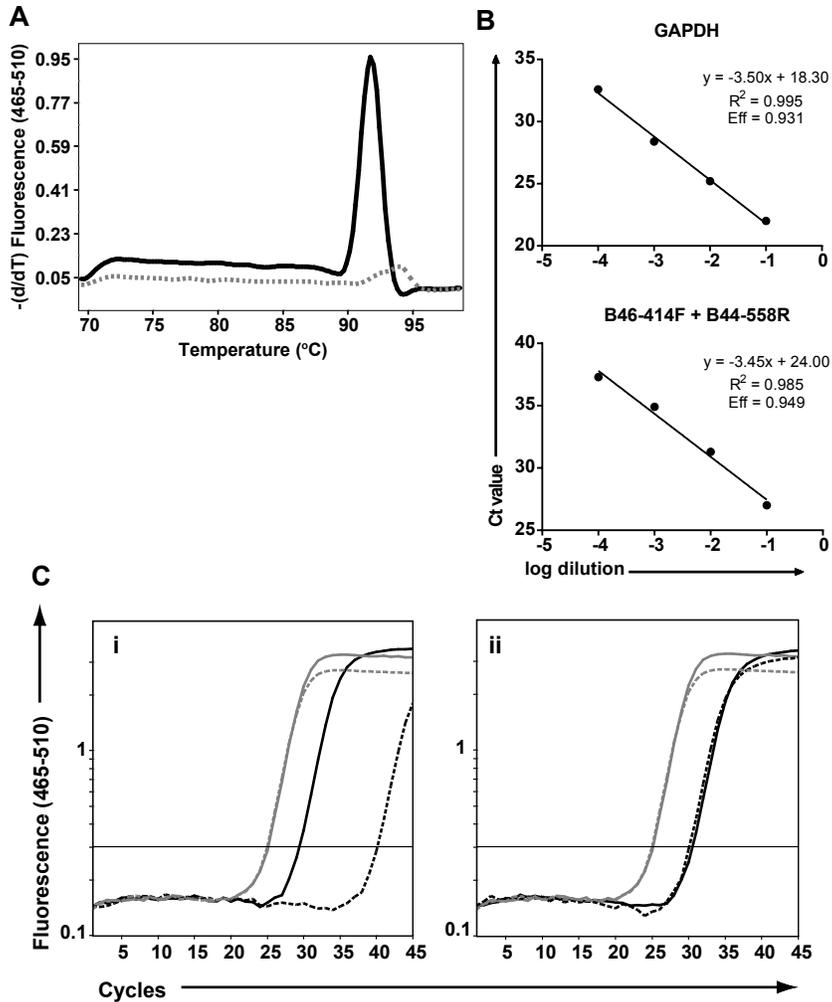 A
-(d/dT) Fluorescence (465-510)
0.95
0.77
0.59
0.41
0.23
0.05
70 75 80 85 90 95
Temperature (°C)
B
GAPDH
y = -3.50x + 18.30
R² = 0.995
Eff = 0.931
35
30
25
20
-5 -4 -3 -2 -1 0
B46-414F + B44-558R
y = -3.45x + 24.00
R² = 0.985
Eff = 0.949
40
35
30
25
-5 -4 -3 -2 -1 0
Ct value
log dilution
C
Fluorescence (465-510)
i
1
0.1
5 10 15 20 25 30 35 40 45
ii
1
0.1
5 10 15 20 25 30 35 40 45
Cycles